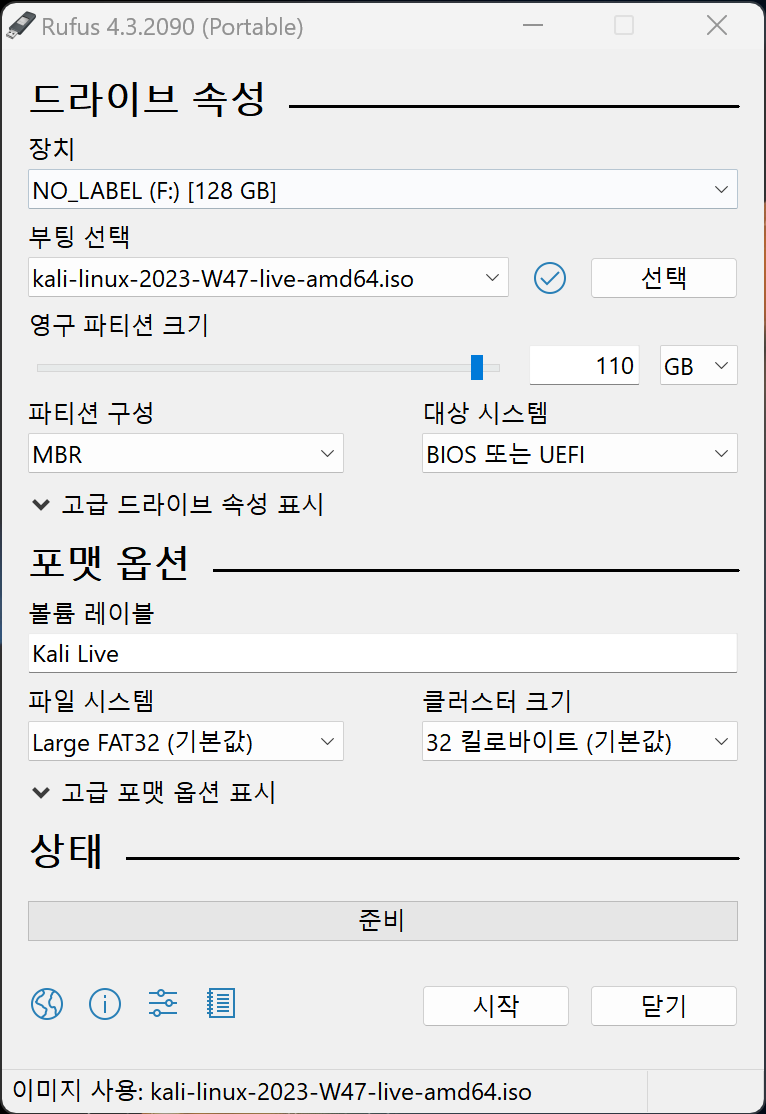 Rufus 4.3.2090 (Portable)
드라이브 속성
장치
NO_LABEL (F:) [128 GB]
부팅 선택
kali-linux-2023-W47-live-amd64.iso
선택
영구 파티션 크기
110 GB
파티션 구성 대상 시스템
MBR BIOS 또는 UEFI
고급 드라이브 속성 표시
포맷 옵션
볼륨 레이블
Kali Live
파일 시스템 클러스터 크기
Large FAT32 (기본값) 32 킬로바이트 (기본값)
고급 포맷 옵션 표시
상태
준비
시작 닫기
이미지 사용: kali-linux-2023-W47-live-amd64.iso